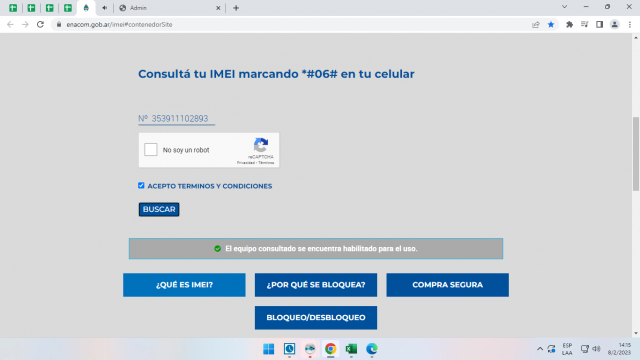 Admin
enacom.gob.ar/imei#contenedorSite
Consultá tu IMEI marcando *#06# en tu celular
Nº 353911102893
No soy un robot
reCAPTCHA
Privacidad - Términos
ACEPTO TERMINOS Y CONDICIONES
BUSCAR
El equipo consultado se encuentra habilitado para el uso.
¿QUÉ ES IMEI?
¿POR QUÉ SE BLOQUEA?
COMPRA SEGURA
BLOQUEO/DESBLOQUEO
ESP
LAA
14:15
8/2/2023